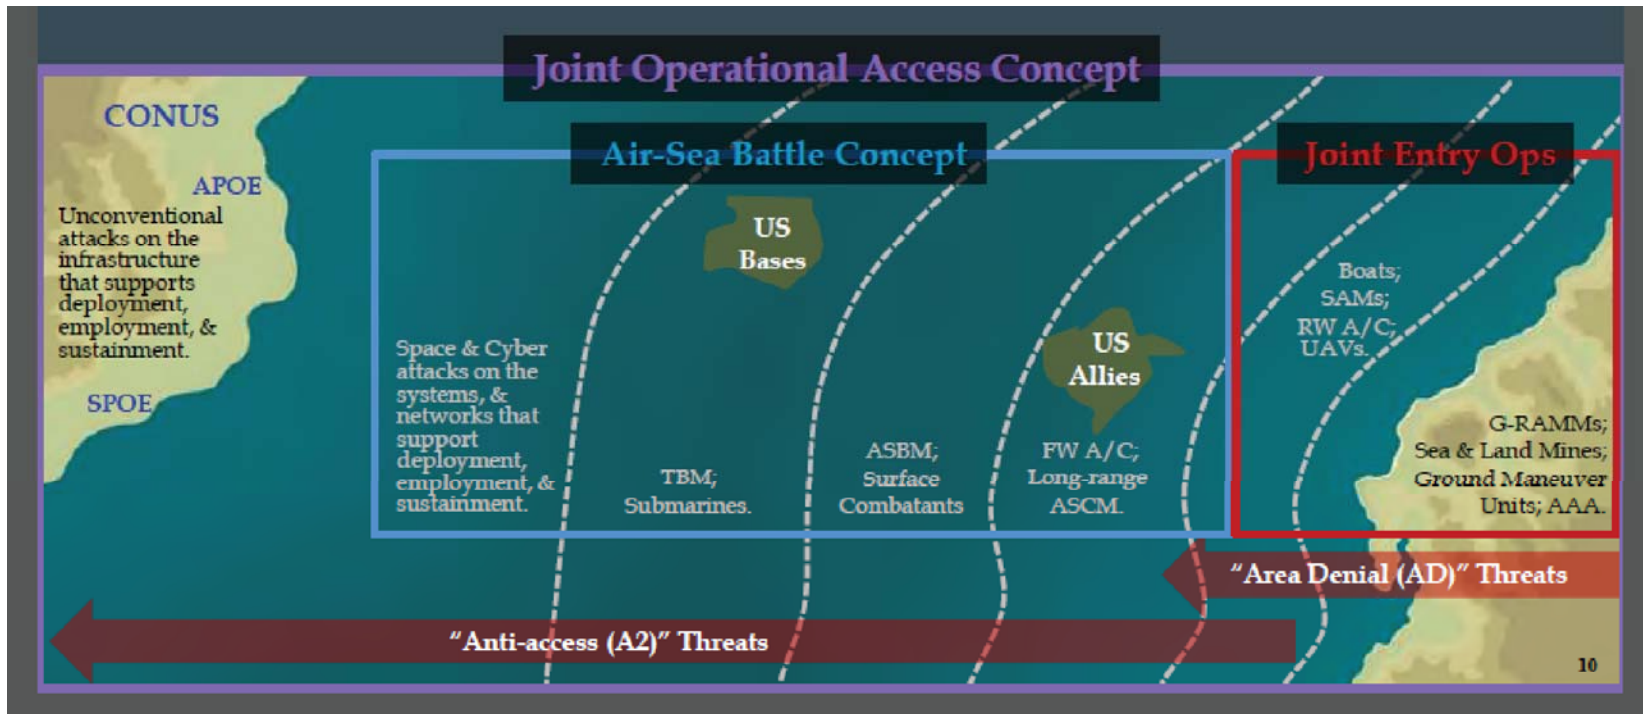 Joint Operational Access Concept
CONUS
APOE
Unconventional
attacks on the
infrastructure
that supports
deployment,
employment, &
sustainment.
SPOE
Air-Sea Battle Concept
Space & Cyber
attacks on the
systems, &
networks that
support
deployment,
employment, &
sustainment.
US
Bases
TBM;
Submarines.
ASBM;
Surface
Combatants
US
Allies
FW A/C;
Long-range
ASCM.
Joint Entry Ops
Boats;
SAMs;
RW A/C;
UAVs.
G-RAMMs;
Sea & Land Mines;
Ground Maneuver
Units; AAA.
“Area Denial (AD)” Threats
“Anti-access (A2)” Threats
10